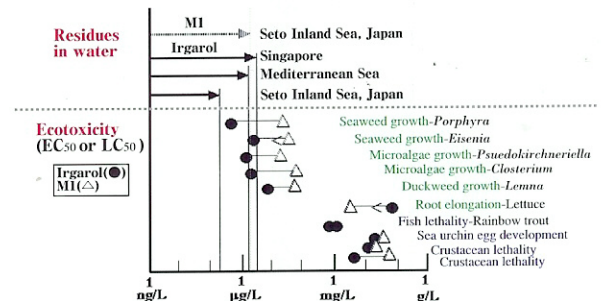 M1
Residues
in water
Seto Inland Sea, Japan
Irgarol
Singapore
Mediterranean Sea
Seto Inland Sea, Japan
Ecotoxicity
(EC50 or LC50)
Irgarol(●)
M1(△)
Seaweed growth-Porphyra
Seaweed growth-Eisenia
Microalgae growth-Psuedokirchneriella
Microalgae growth-Closterium
Duckweed growth-Lemna
Root elongation-Lettuce
Fish lethality-Rainbow trout
Sea urchin egg development
Crustacean lethality
Crustacean lethality
1 1 1 1
ng/L μg/L mg/L g/L